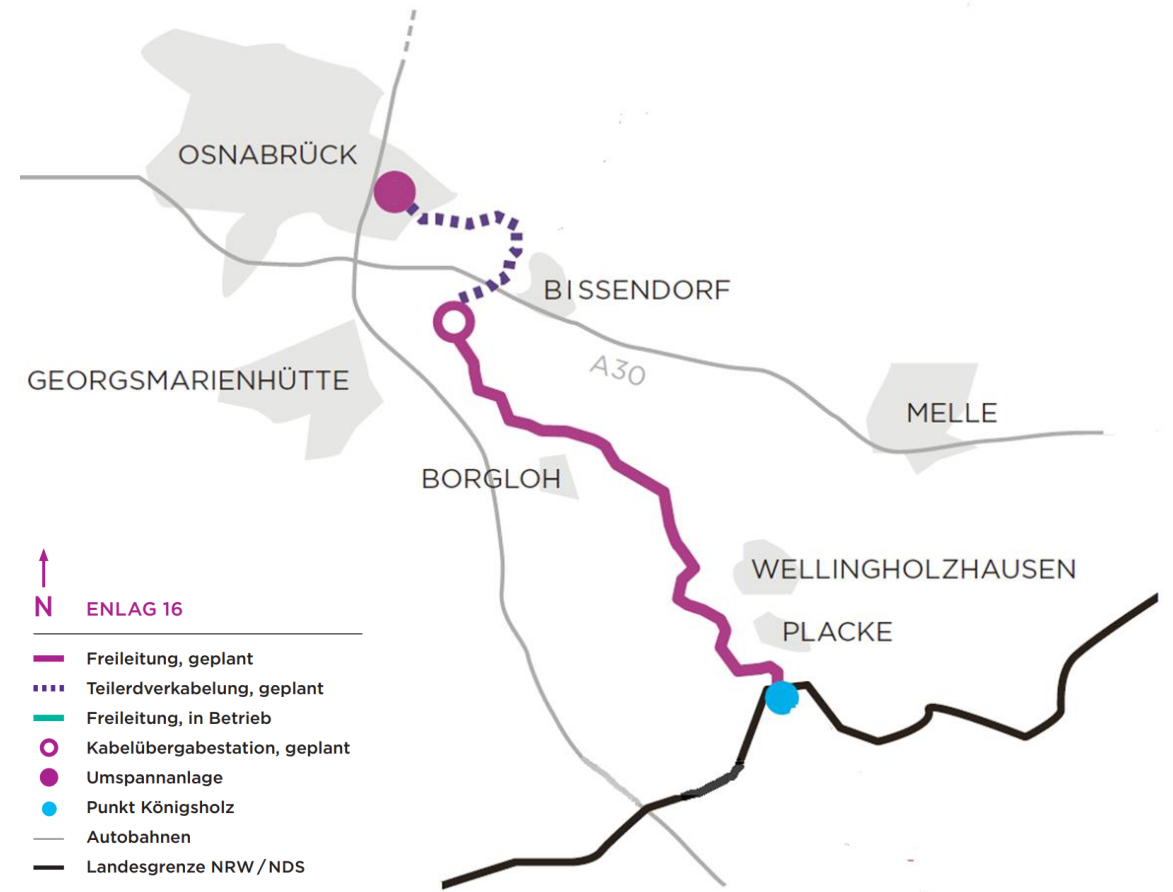 OSNABRÜCK
BISSENDORF
GEORGSMARIENHÜTTE
A30
MELLE
BORGLOH
WELLINGHOLZHAUSEN
PLACKE
N ENLAG 16
Freileitung, geplant
Teilerdverkabelung, geplant
Freileitung, in Betrieb
Kabelübergabestation, geplant
Umspannanlage
Punkt Königsholz
Autobahnen
Landesgrenze NRW / NDS